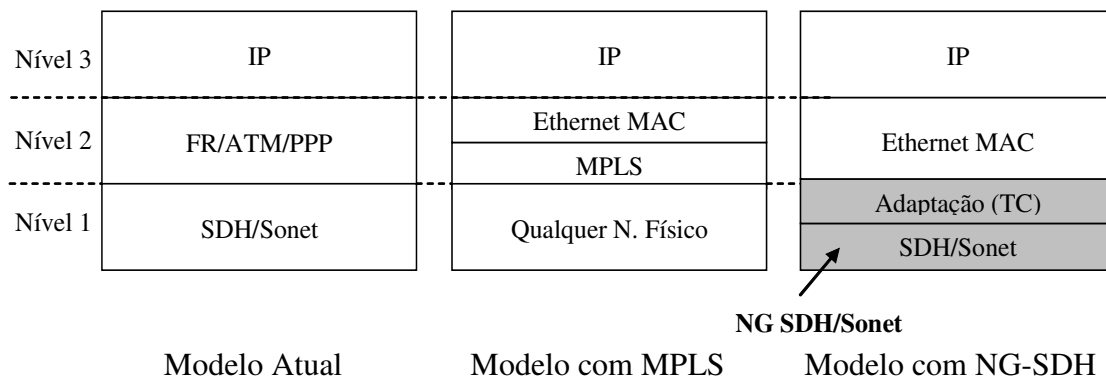 Nível 3
IP
IP
IP
Nível 2
FR/ATM/PPP
Ethernet MAC
MPLS
Ethernet MAC
Nível 1
SDH/Sonet
Qualquer N. Físico
Adaptação (TC)
SDH/Sonet
NG SDH/Sonet
Modelo Atual
Modelo com MPLS
Modelo com NG-SDH